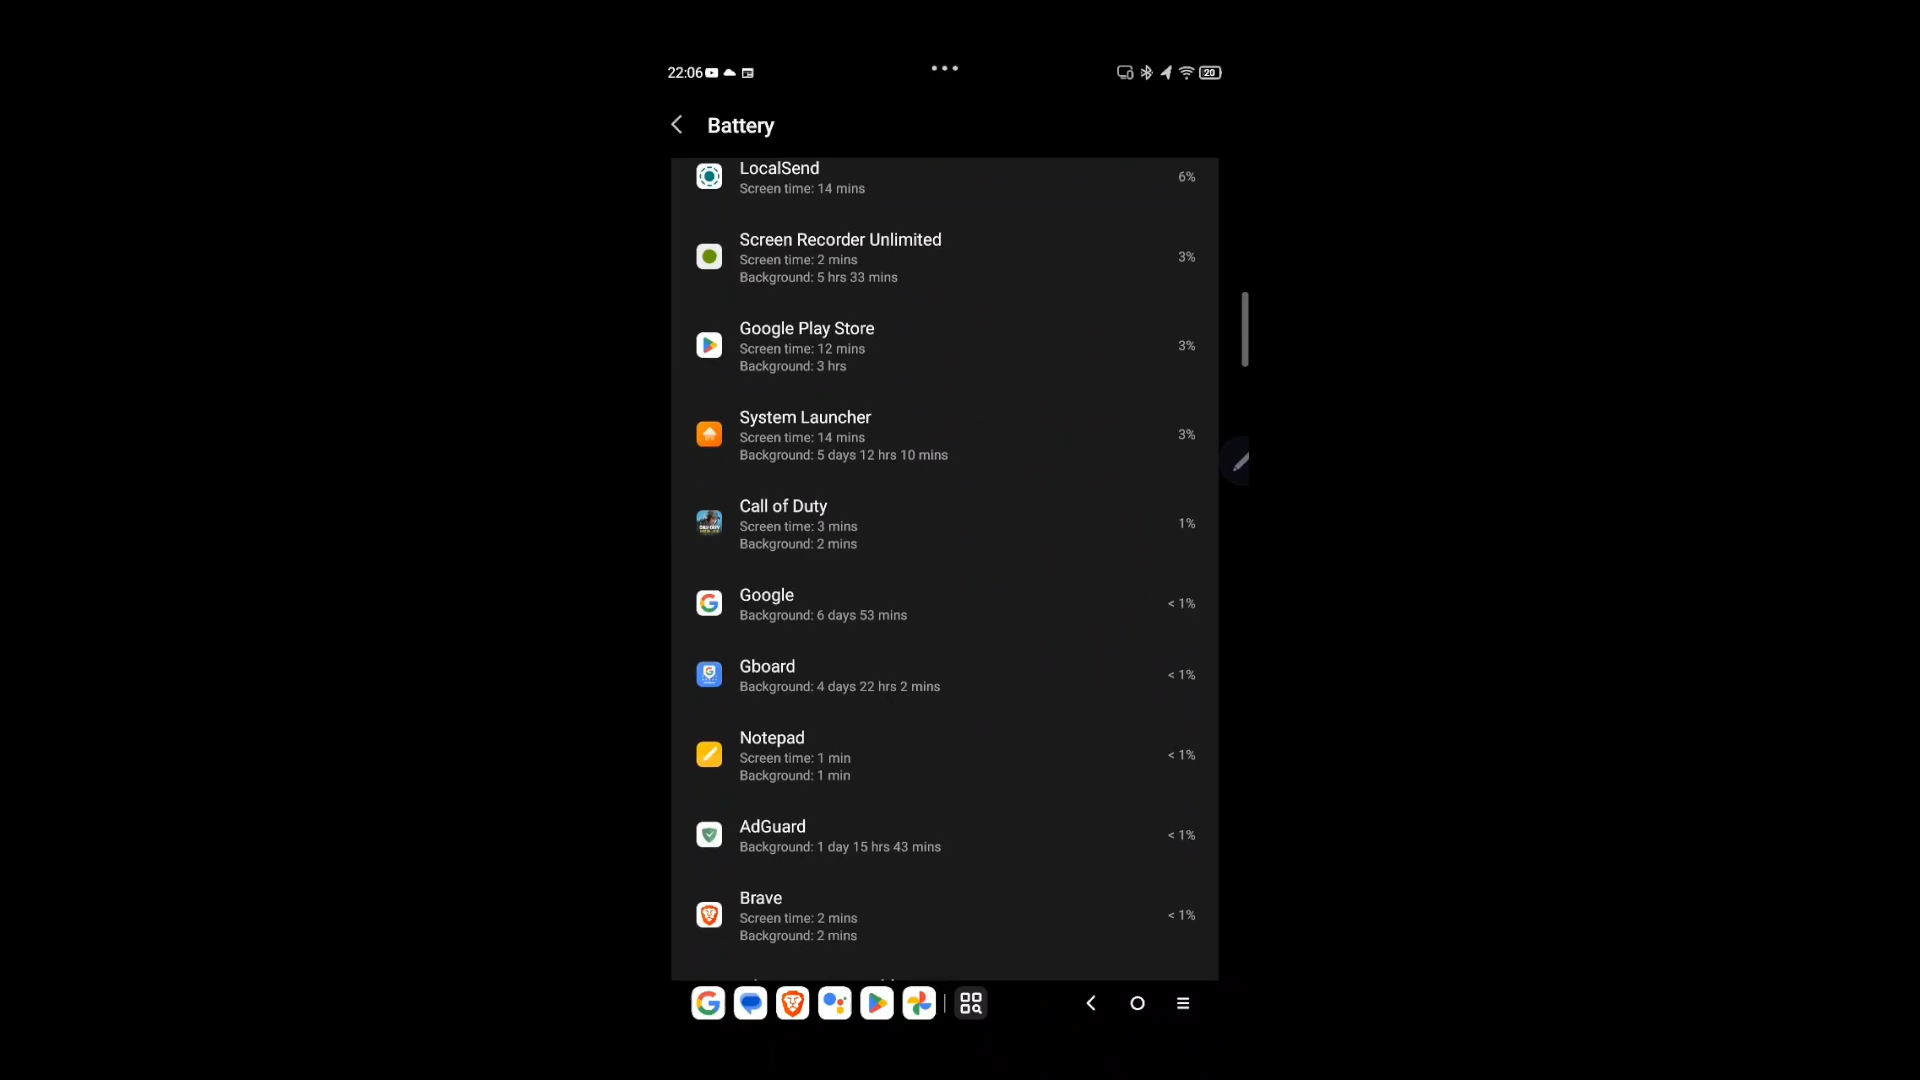 22:06
20
Battery
LocalSend
Screen time: 14 mins
6%
Screen Recorder Unlimited
Screen time: 2 mins
Background: 5 hrs 33 mins
3%
Google Play Store
Screen time: 12 mins
Background: 3 hrs
3%
System Launcher
Screen time: 14 mins
Background: 5 days 12 hrs 10 mins
3%
Call of Duty
Screen time: 3 mins
Background: 2 mins
1%
Google
Background: 6 days 53 mins
< 1%
Gboard
Background: 4 days 22 hrs 2 mins
< 1%
Notepad
Screen time: 1 min
Background: 1 min
< 1%
AdGuard
Background: 1 day 15 hrs 43 mins
< 1%
Brave
Screen time: 2 mins
Background: 2 mins
< 1%